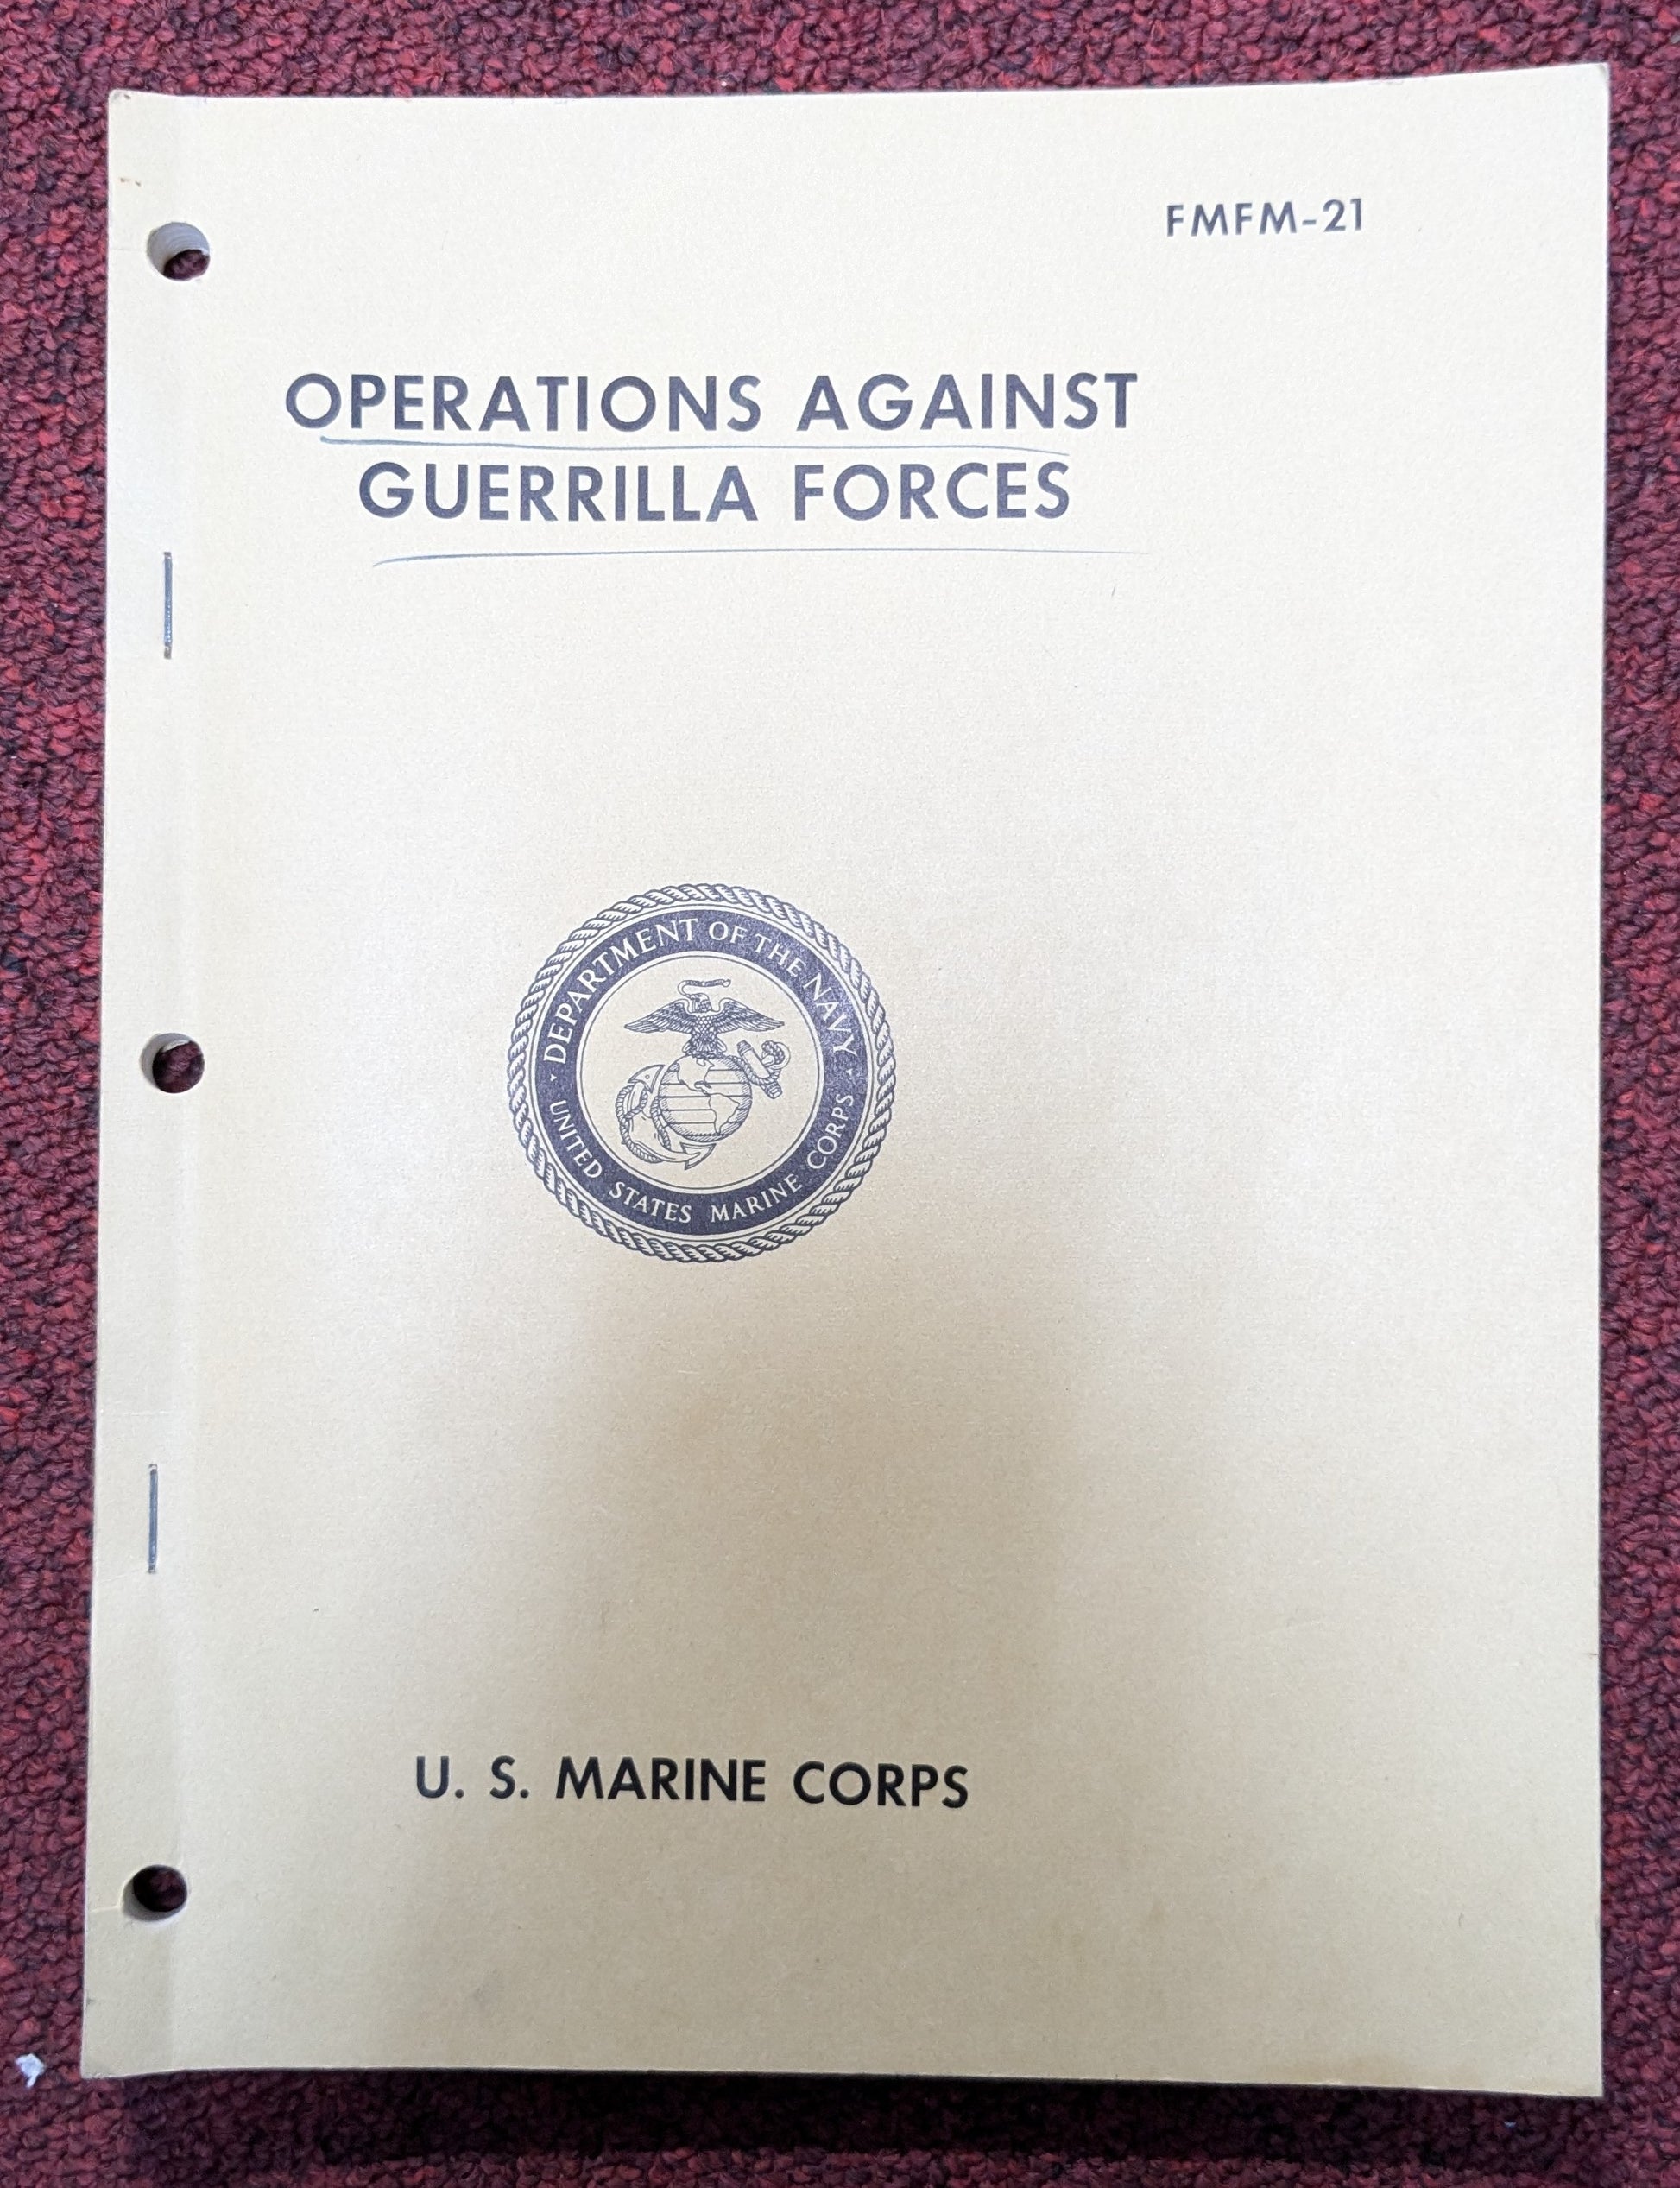 FMFM-21
OPERATIONS AGAINST
GUERRILLA FORCES
DEPARTMENT OF THE NAVY
UNITED STATES MARINE CORPS
U. S. MARINE CORPS